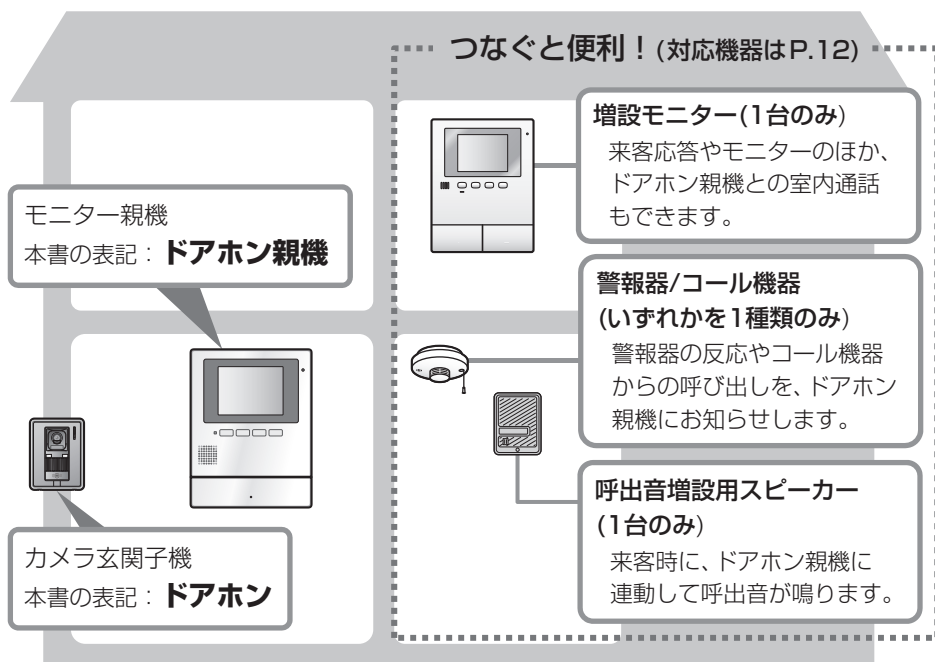 つなぐと便利！(対応機器はP.12)
増設モニター(1台のみ)
来客応答やモニターのほか、
ドアホン親機との室内通話
もできます。
モニター親機
本書の表記：ドアホン親機
警報器/コール機器
(いずれかを1種類のみ)
警報器の反応やコール機器
からの呼び出しを、ドアホン
親機にお知らせします。
カメラ玄関子機
本書の表記：ドアホン
呼出音増設用スピーカー
(1台のみ)
来客時に、ドアホン親機に
連動して呼出音が鳴ります。